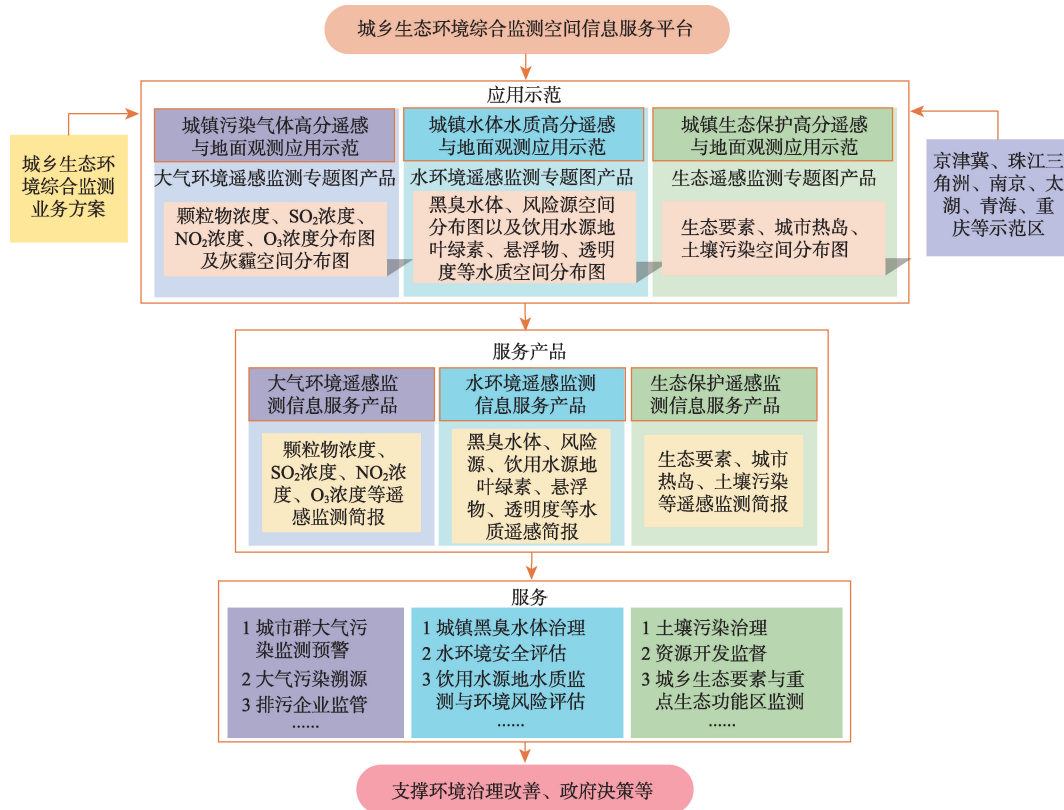 城乡生态环境综合监测空间信息服务平台
应用示范
城乡生态环
境综合监测
业务方案
城镇污染气体高分遥感
与地面观测应用示范
大气环境遥感监测专题图产品
颗粒物浓度、SO₂浓度、
NO₂浓度、O₃浓度分布图
及灰霾空间分布图
城镇水体水质高分遥感
与地面观测应用示范
水环境遥感监测专题图产品
黑臭水体、风险源空间
分布图以及饮用水源地
叶绿素、悬浮物、透明
度等水质空间分布图
城镇生态保护高分遥感
与地面观测应用示范
生态遥感监测专题图产品
生态要素、城市热岛、
土壤污染空间分布图
京津冀、珠江三
角洲、南京、太
湖、青海、重
庆等示范区
服务产品
大气环境遥感监
测信息服务产品
颗粒物浓度、
SO₂浓度、NO₂浓
度、O₃浓度等遥
感监测简报
水环境遥感监测
信息服务产品
黑臭水体、风险
源、饮用水源地
叶绿素、悬浮
物、透明度等水
质遥感简报
生态保护遥感监
测信息服务产品
生态要素、城市
热岛、土壤污染
等遥感监测简报
服务
1 城市群大气污
染监测预警
2 大气污染溯源
3 排污企业监管
……
1 城镇黑臭水体治理
2 水环境安全评估
3 饮用水源地水质监
测与环境风险评估
……
1 土壤污染治理
2 资源开发监督
3 城乡生态要素与重
点生态功能区监测
……
支撑环境治理改善、政府决策等